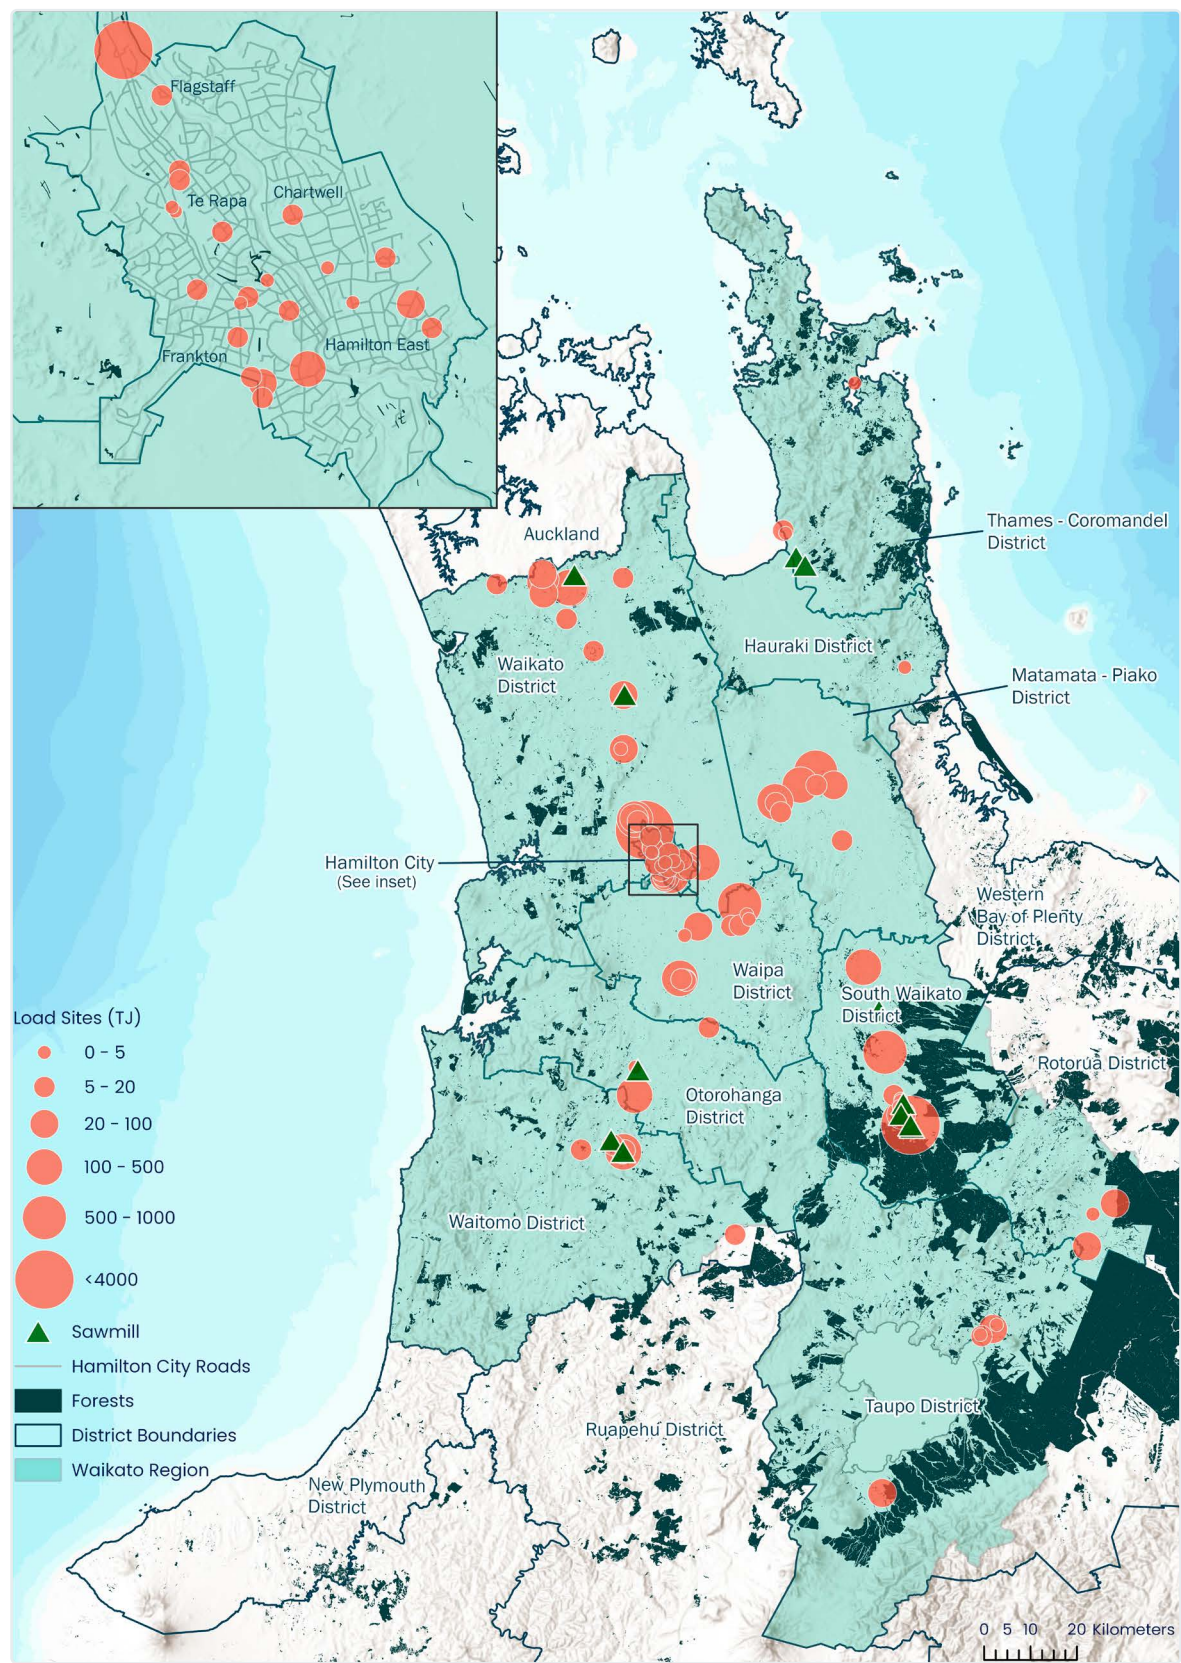 Flagstaff
Te Rapa
Chartwell
Frankton
Hamilton East
Auckland
Thames - Coromandel
District
Hauraki District
Waikato
District
Matamata - Piako
District
Hamilton City
(See inset)
Western
Bay of Plenty
District
Waipa
District
South Waikato
District
Rotorua District
Otorohanga
District
Waitomo District
Taupo District
Ruapehu District
New Plymouth
District
Load Sites (TJ)
0 - 5
5 - 20
20 - 100
100 - 500
500 - 1000
<4000
Sawmill
Hamilton City Roads
Forests
District Boundaries
Waikato Region
0 5 10 20 Kilometers